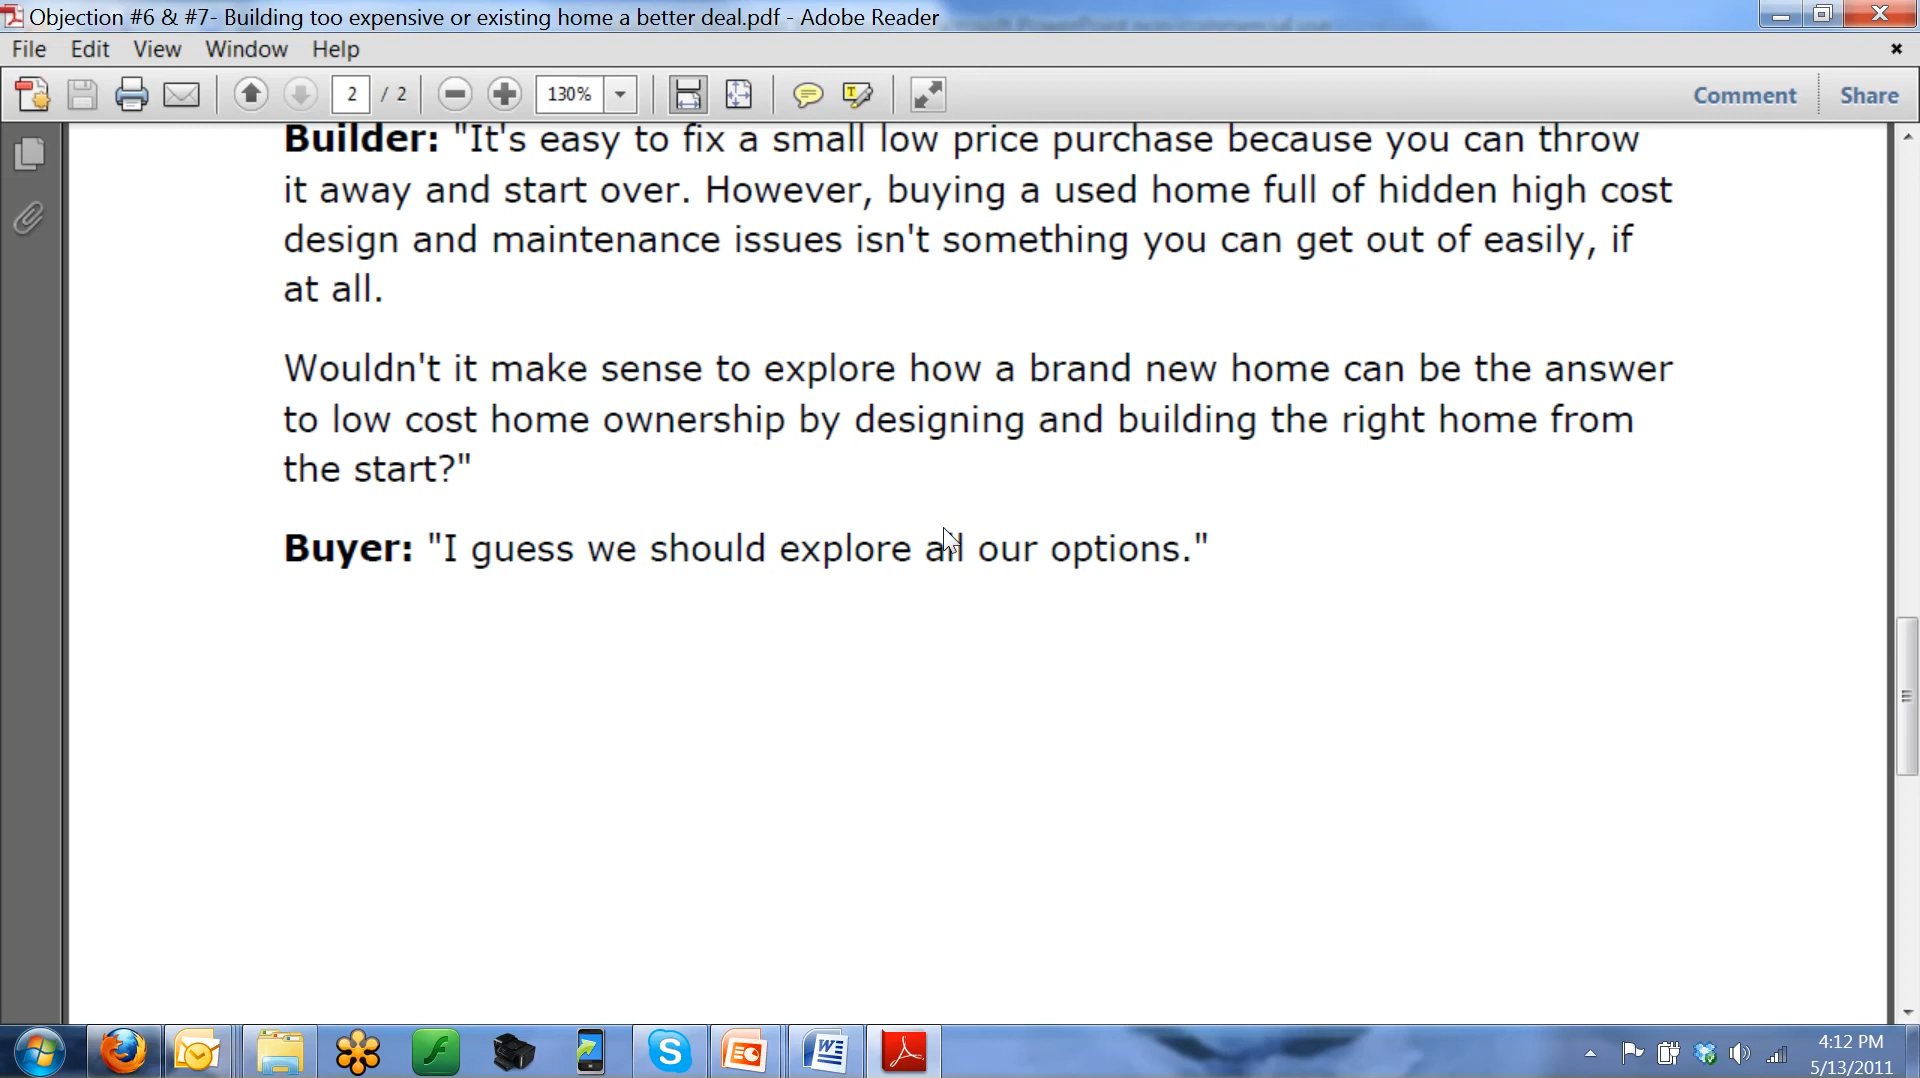 Objection #6 & #7- Building too expensive or existing home a better deal.pdf - Adobe Reader
File Edit View Window Help
2 / 2 130% Comment Share
Builder: "It's easy to fix a small low price purchase because you can throw
it away and start over. However, buying a used home full of hidden high cost
design and maintenance issues isn't something you can get out of easily, if
at all.
Wouldn't it make sense to explore how a brand new home can be the answer
to low cost home ownership by designing and building the right home from
the start?"
Buyer: "I guess we should explore all our options."
4:12 PM
5/13/2011